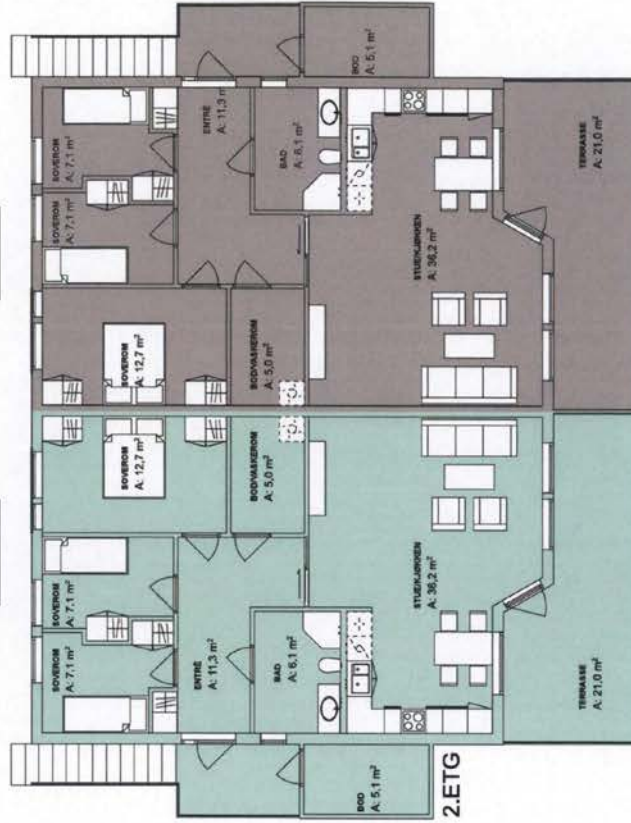 SOVEROM
A: 7,1 m²
SOVEROM
A: 7,1 m²
SOVEROM
A: 12,7 m²
SOVEROM
A: 12,7 m²
SOVEROM
A: 7,1 m²
SOVEROM
A: 7,1 m²
ENTRÉ
A: 11,3 m²
BAD
A: 6,1 m²
BOD/VASKEROM
A: 5,0 m²
BOD/VASKEROM
A: 5,0 m²
BAD
A: 6,1 m²
ENTRÉ
A: 11,3 m²
BOD
A: 5,1 m²
STUE/KJØKKEN
A: 36,2 m²
STUE/KJØKKEN
A: 36,2 m²
BOD
A: 5,1 m²
TERRASSE
A: 21,0 m²
TERRASSE
A: 21,0 m²
2.ETG